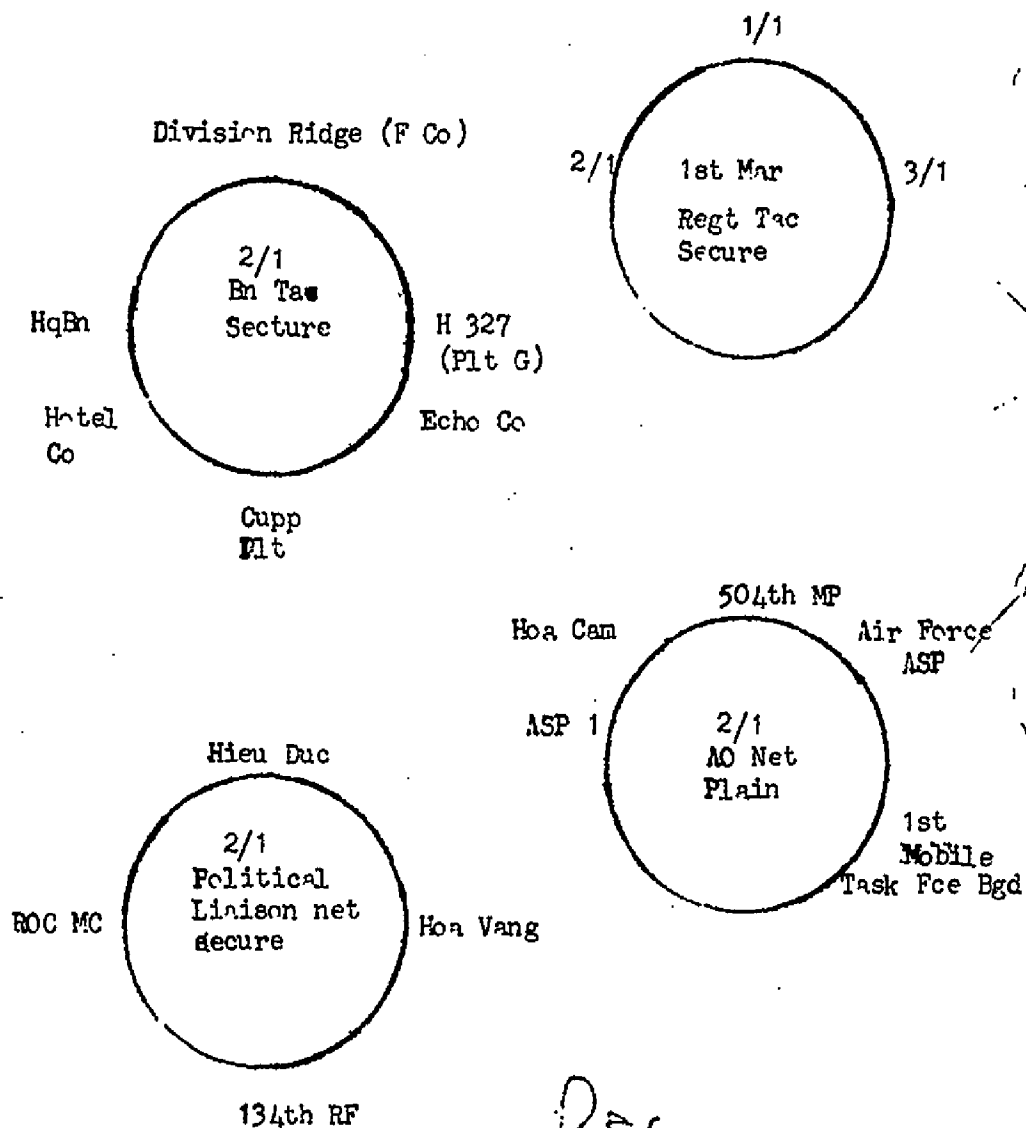 1/1
2/1
1st Mar
Regt Tac
Secure
3/1
Division Ridge (F Co)
2/1
Bn Tac
Secture
HqBn
H 327
(Plt G)
Hotel
Co
Echo Co
Cupp
Plt
504th MP
Hoa Cam
Air Force
ASP
ASP 1
2/1
AO Net
Plain
1st
Mobile
Task Fce Bgd
Hieu Duc
2/1
Political
Liaison net
secure
ROC MC
Hoa Vang
134th RF